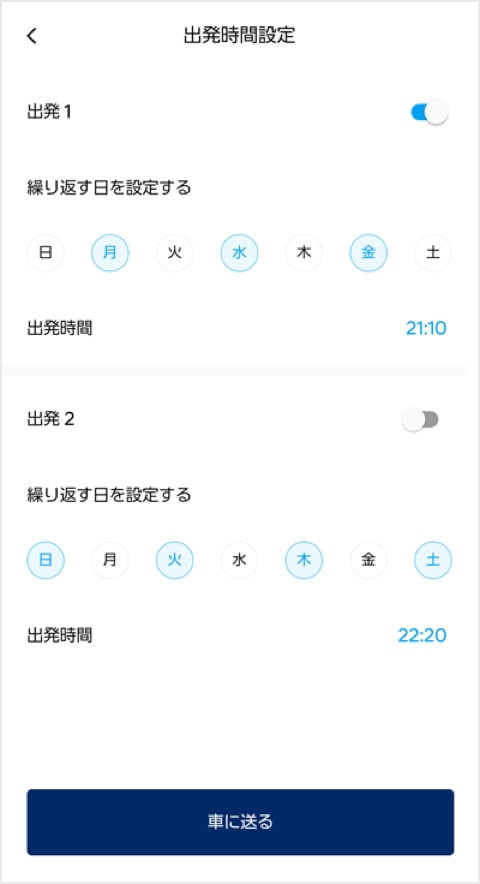 出発時間設定
出発 1
繰り返す日を設定する
日 月 火 水 木 金 土
出発時間 21:10
出発 2
繰り返す日を設定する
日 月 火 水 木 金 土
出発時間 22:20
車に送る